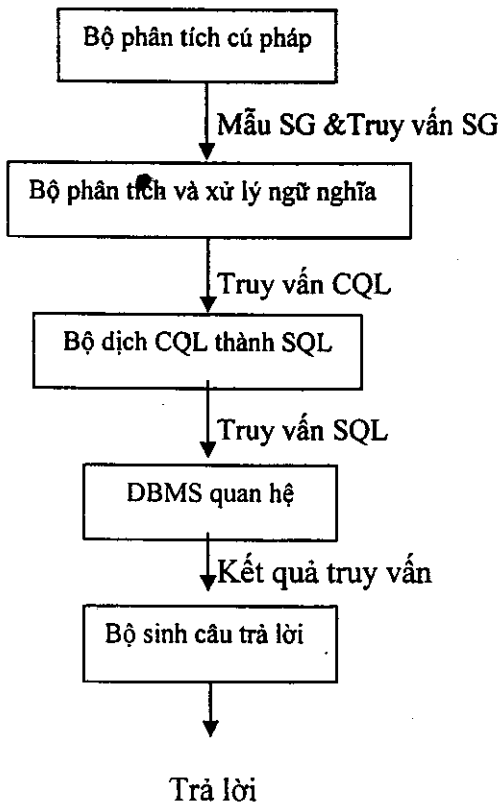 Bộ phân tích cú pháp
Mẫu SG &Truy vấn SG
Bộ phân tích và xử lý ngữ nghĩa
Truy vấn CQL
Bộ dịch CQL thành SQL
Truy vấn SQL
DBMS quan hệ
Kết quả truy vấn
Bộ sinh câu trả lời
Trả lời